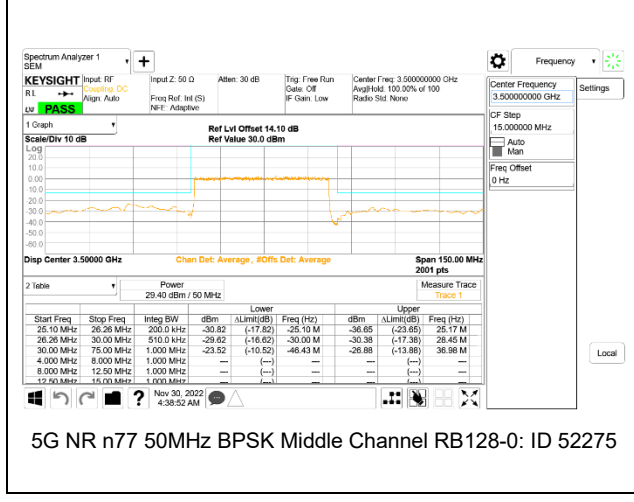 Spectrum Analyzer 1
SEM
+
Frequency
KEYSIGHT
R L
LW
PASS
Input: RF
Coupling: DC
Align: Auto
Input Z: 50 Ω
Freq Ref: Int (S)
NFE: Adaptive
Atten: 30 dB
Trig: Free Run
Gate: Off
IF Gain: Low
Center Freq: 3.500000000 GHz
Avg|Hold: 100.00% of 100
Radio Std: None
Center Frequency
3.500000000 GHz
Settings
CF Step
15.000000 MHz
Auto
Man
Freq Offset
0 Hz
Local
1 Graph
Scale/Div 10 dB
Ref Lvl Offset 14.10 dB
Ref Value 30.0 dBm
Log
20.0
10.0
0.00
-10.0
-20.0
-30.0
-40.0
-50.0
-60.0
Disp Center 3.50000 GHz
Chan Det: Average, #Offs Det: Average
Span 150.00 MHz
2001 pts
2 Table
Power
29.40 dBm / 50 MHz
Measure Trace
Trace 1
Lower Upper
Start Freq Stop Freq Integ BW dBm ΔLimit(dB) Freq (Hz) dBm ΔLimit(dB) Freq (Hz)
25.10 MHz 26.26 MHz 200.0 kHz -30.82 (-17.82) -25.10 M -36.65 (-23.65) 25.17 M
26.26 MHz 30.00 MHz 510.0 kHz -29.62 (-16.62) -30.00 M -30.38 (-17.38) 28.45 M
30.00 MHz 75.00 MHz 1.000 MHz -23.52 (-10.52) -46.43 M -26.88 (-13.88) 36.98 M
4.000 MHz 8.000 MHz 1.000 MHz --- (---) --- (---) ---
8.000 MHz 12.50 MHz 1.000 MHz --- (---) --- (---) ---
12.50 MHz 15.00 MHz 1.000 MHz --- (---) --- (---) ---
?
Nov 30, 2022
4:38:52 AM
5G NR n77 50MHz BPSK Middle Channel RB128-0: ID 52275